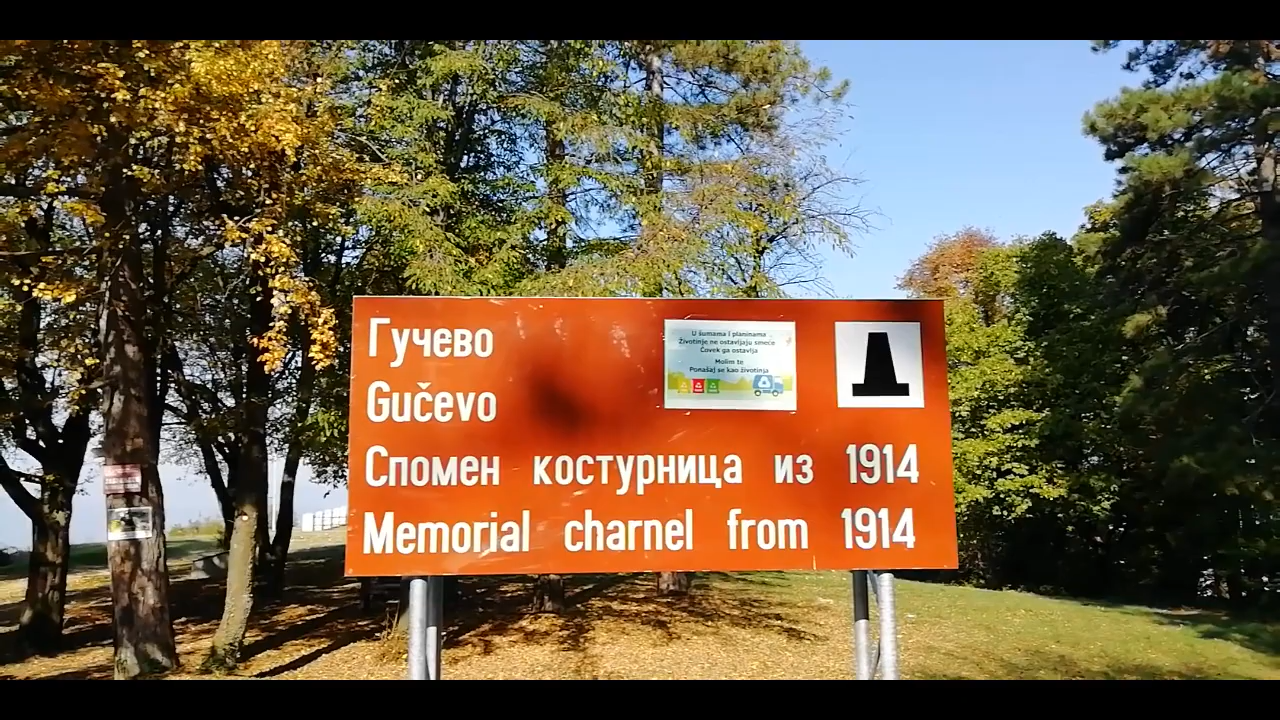 Гучево
Gučevo
Спомен костурница из 1914
Memorial charnel from 1914
U šumama i planinama
Životinje ne ostavljaju smeće
Čovek ga ostavlja
Molim te
Ponašaj se kao životinja